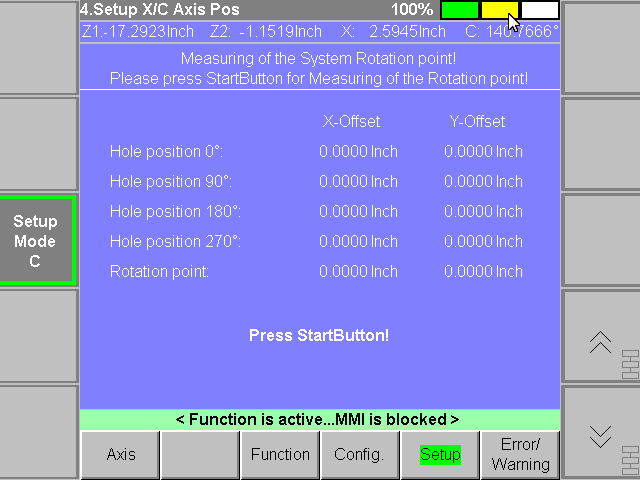 4.Setup X/C Axis Pos 100%
Z1:-17.2923Inch Z2: -1.1519Inch X: 2.5945Inch C: 140.7666°
Measuring of the System Rotation point!
Please press StartButton for Measuring of the Rotation point!
X-Offset Y-Offset
Hole position 0°: 0.0000 Inch 0.0000 Inch
Hole position 90°: 0.0000 Inch 0.0000 Inch
Hole position 180°: 0.0000 Inch 0.0000 Inch
Hole position 270°: 0.0000 Inch 0.0000 Inch
Rotation point: 0.0000 Inch 0.0000 Inch
Setup
Mode
C
Press StartButton!
< Function is active...MMI is blocked >
Axis Function Config. Setup Error/
Warning